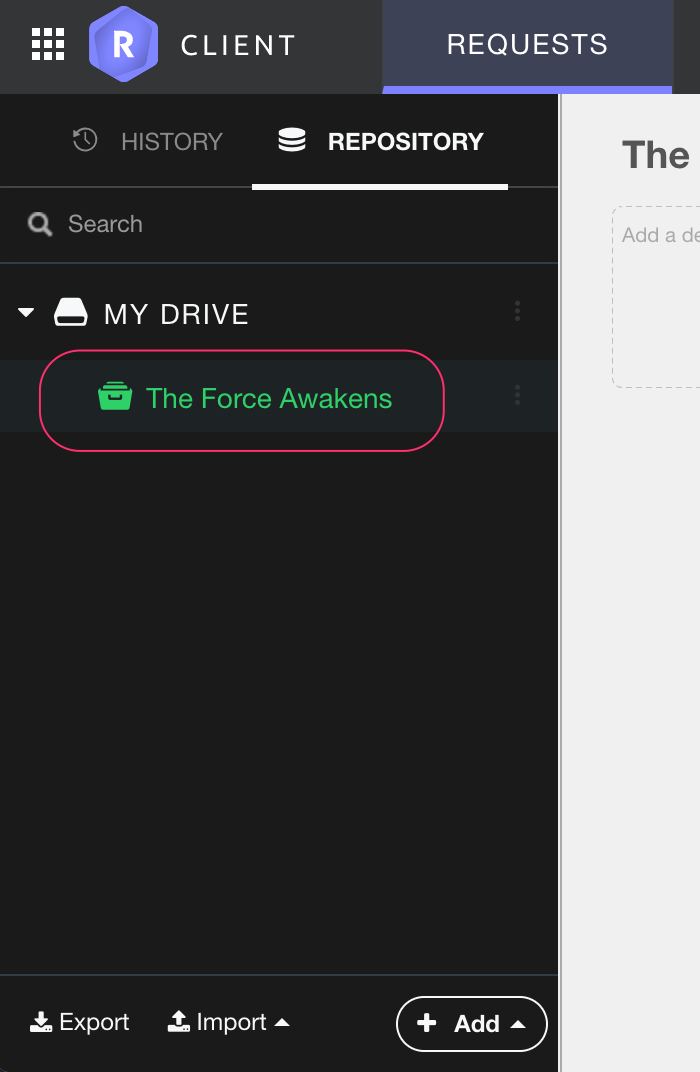 R CLIENT
REQUESTS
HISTORY
REPOSITORY
The
Search
Add a de
MY DRIVE
The Force Awakens
Export
Import
Add